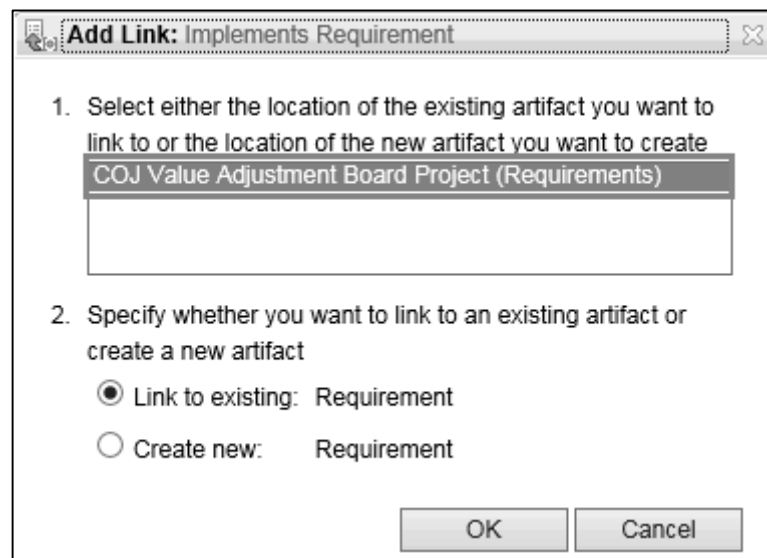 Add Link: Implements Requirement
1. Select either the location of the existing artifact you want to
link to or the location of the new artifact you want to create
COJ Value Adjustment Board Project (Requirements)
2. Specify whether you want to link to an existing artifact or
create a new artifact
Link to existing: Requirement
Create new: Requirement
OK Cancel